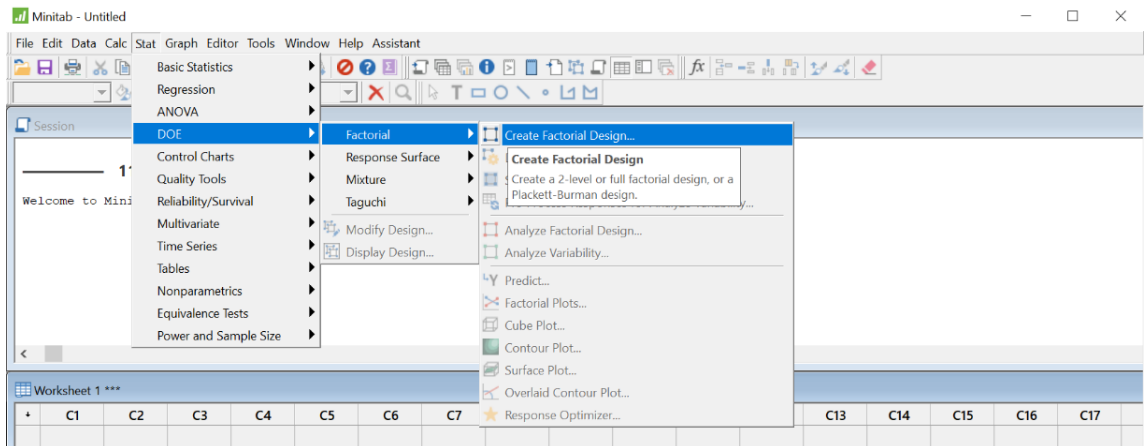 Minitab - Untitled
File Edit Data Calc Stat Graph Editor Tools Window Help Assistant
fx
Session
11
Welcome to Mini
Basic Statistics
Regression
ANOVA
DOE
Control Charts
Quality Tools
Reliability/Survival
Multivariate
Time Series
Tables
Nonparametrics
Equivalence Tests
Power and Sample Size
Factorial
Response Surface
Mixture
Taguchi
Modify Design...
Display Design...
Create Factorial Design...
Create Factorial Design
Create a 2-level or full factorial design, or a
Plackett-Burman design.
Analyze Factorial Design...
Analyze Variability...
Predict...
Factorial Plots...
Cube Plot...
Contour Plot...
Surface Plot...
Overlaid Contour Plot...
Response Optimizer...
Worksheet 1 ***
C1 C2 C3 C4 C5 C6 C7 C13 C14 C15 C16 C17